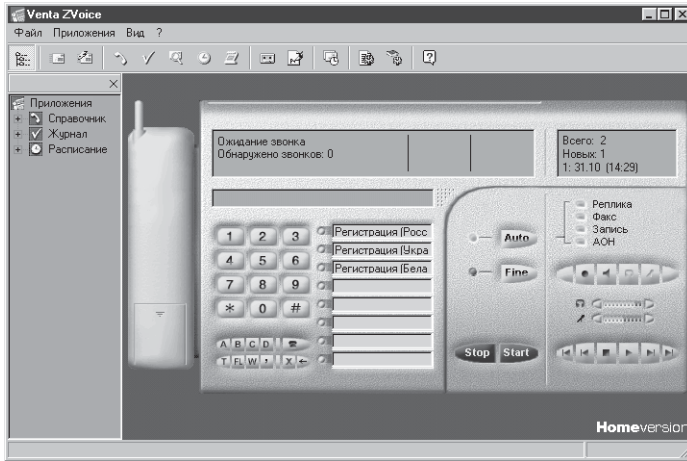 Venta ZVoice
Файл Приложения Вид ?
Приложения
Справочник
Журнал
Расписание
Ожидание звонка
Обнаружено звонков: 0
Всего: 2
Новых: 1
1: 31.10 (14:29)
Реплика
Факс
Запись
АОН
1 2 3
4 5 6
7 8 9
* 0 #
A B C D
T FL W , X
Регистрация (Росс
Регистрация (Укра
Регистрация (Бела
Auto
Fine
Stop Start
Homeversion